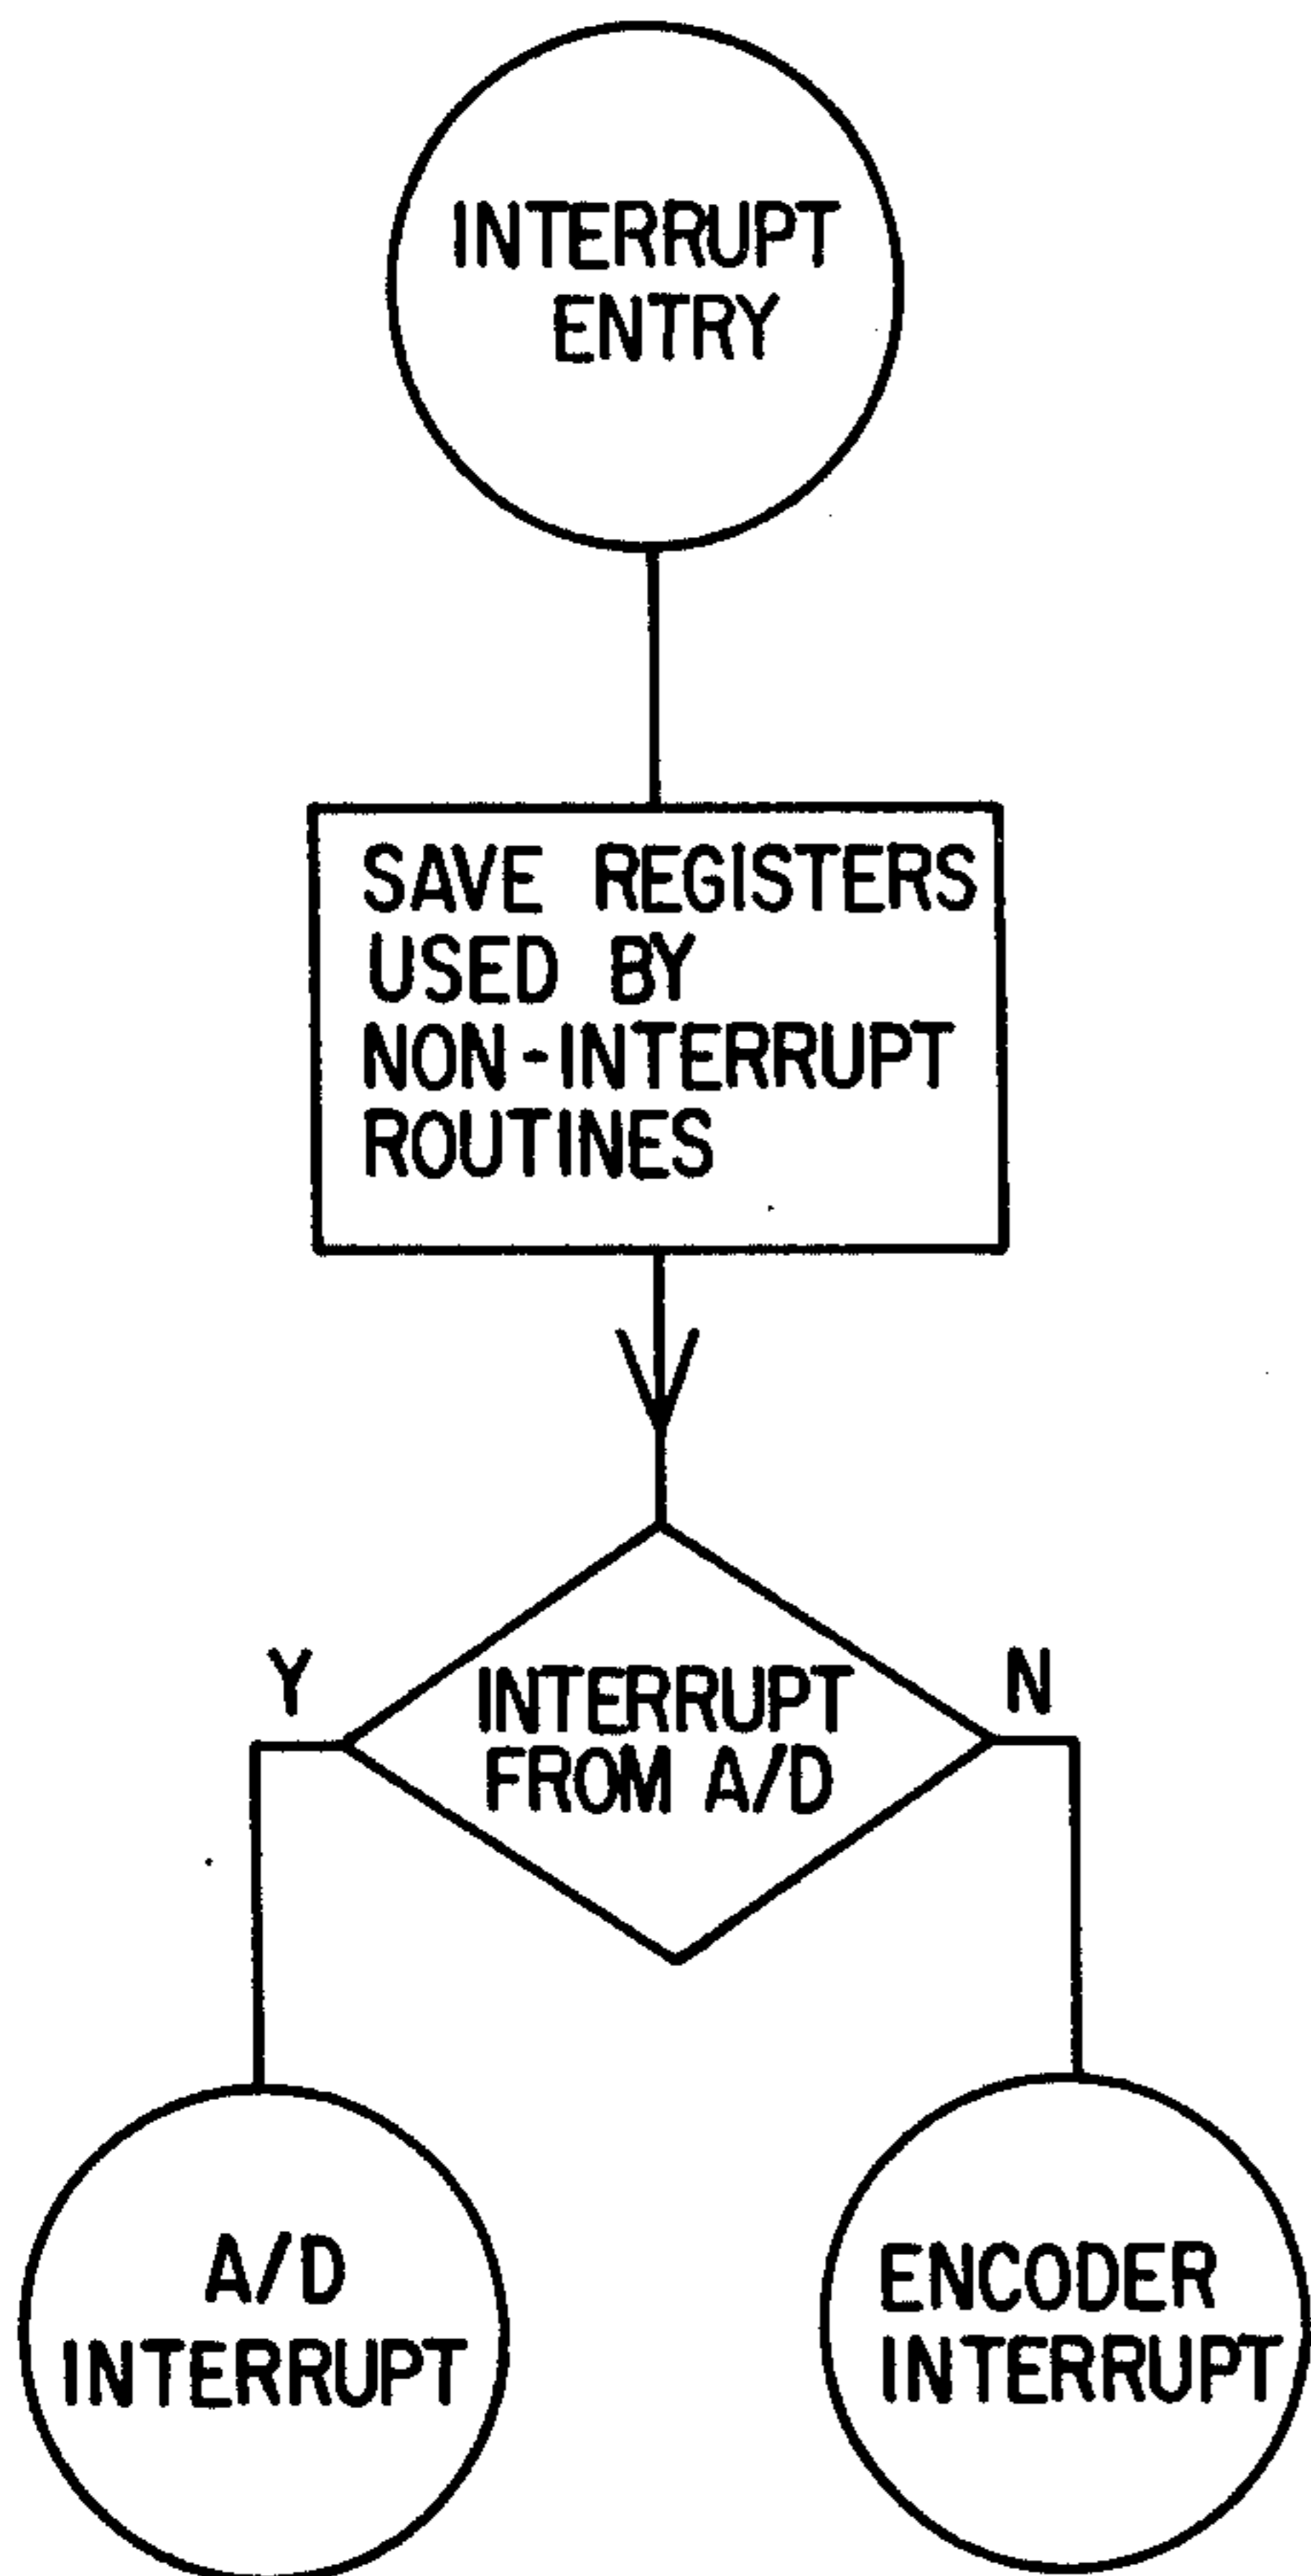 INTERRUPT
ENTRY
SAVE REGISTERS
USED BY
NON-INTERRUPT
ROUTINES
Y
N
INTERRUPT
FROM A/D
A/D
INTERRUPT
ENCODER
INTERRUPT